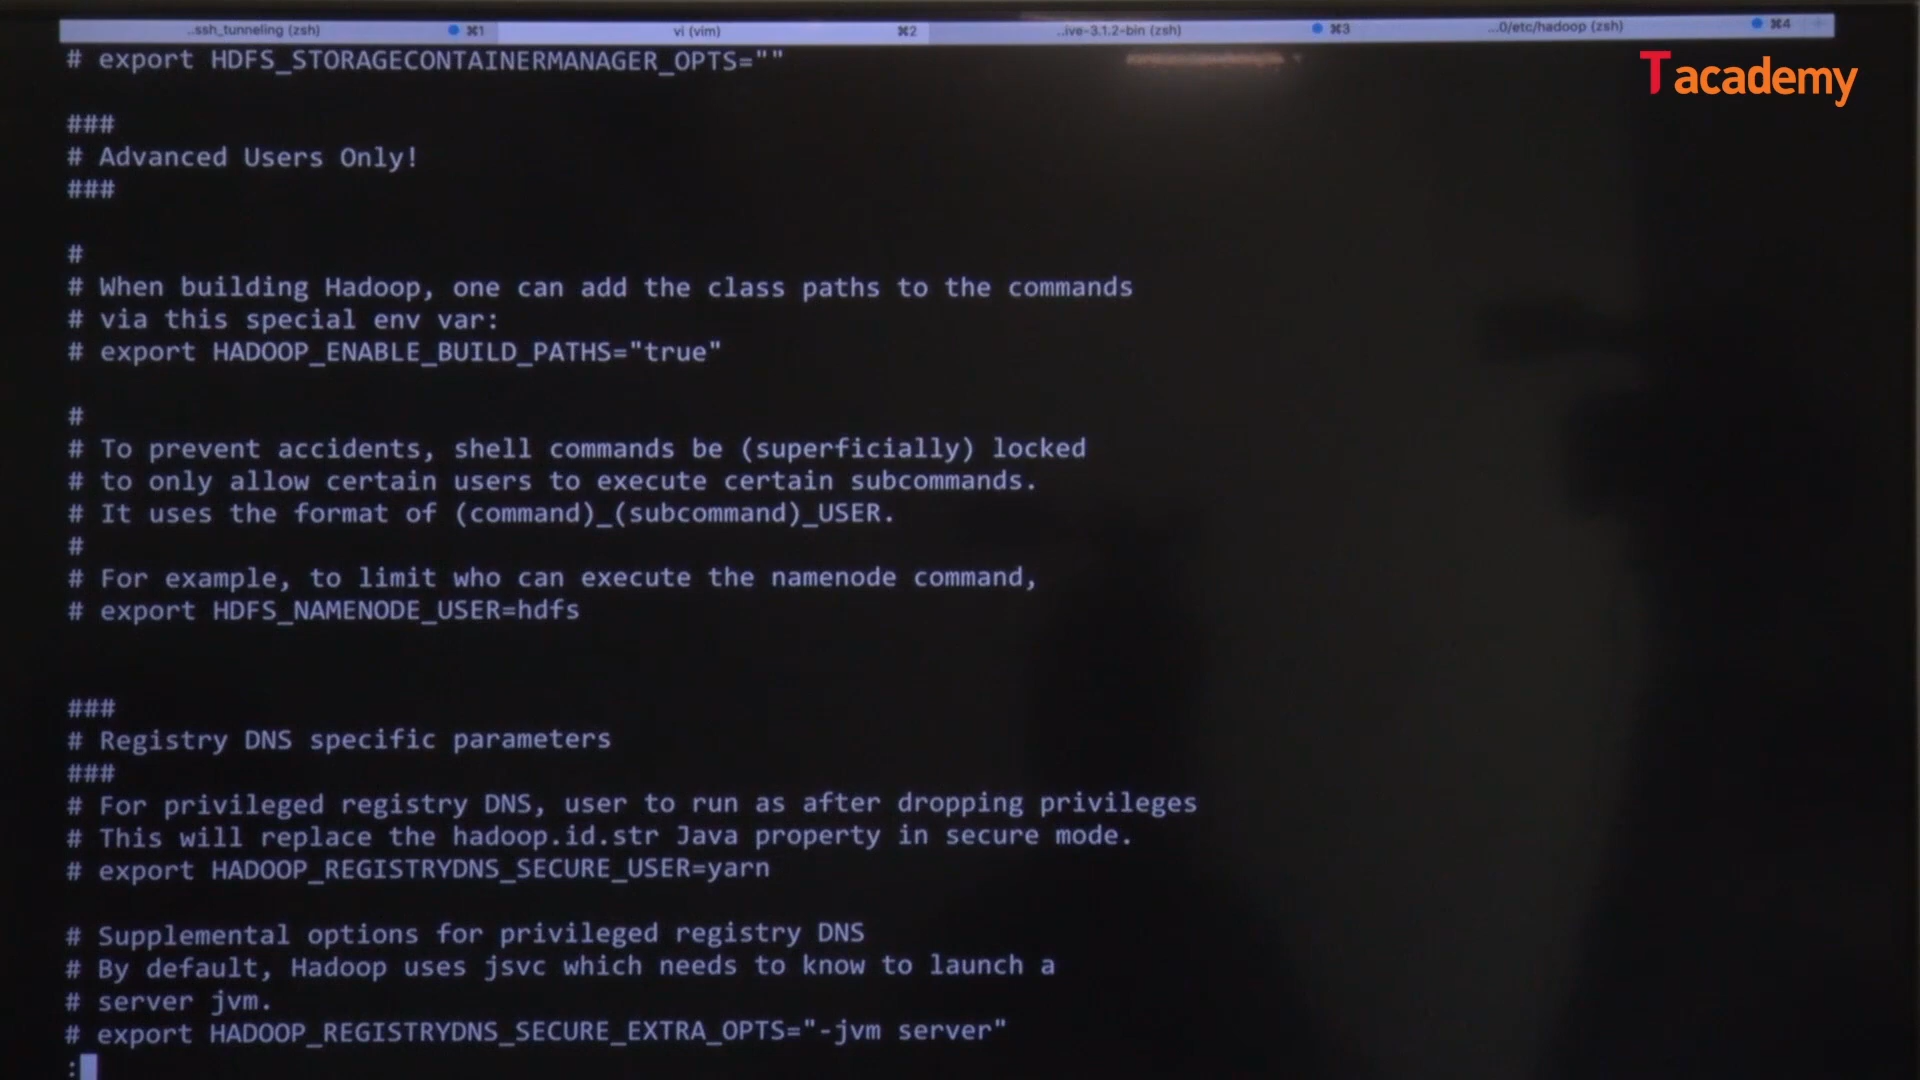 ..ssh_tunneling (zsh) ⌘1 vi (vim) ⌘2 ..ive-3.1.2-bin (zsh) ⌘3 ...0/etc/hadoop (zsh) ⌘4
T academy
# export HDFS_STORAGECONTAINERMANAGER_OPTS=""
###
# Advanced Users Only!
###
#
# When building Hadoop, one can add the class paths to the commands
# via this special env var:
# export HADOOP_ENABLE_BUILD_PATHS="true"
#
# To prevent accidents, shell commands be (superficially) locked
# to only allow certain users to execute certain subcommands.
# It uses the format of (command)_(subcommand)_USER.
#
# For example, to limit who can execute the namenode command,
# export HDFS_NAMENODE_USER=hdfs
###
# Registry DNS specific parameters
###
# For privileged registry DNS, user to run as after dropping privileges
# This will replace the hadoop.id.str Java property in secure mode.
# export HADOOP_REGISTRYDNS_SECURE_USER=yarn
# Supplemental options for privileged registry DNS
# By default, Hadoop uses jsvc which needs to know to launch a
# server jvm.
# export HADOOP_REGISTRYDNS_SECURE_EXTRA_OPTS="-jvm server"
: